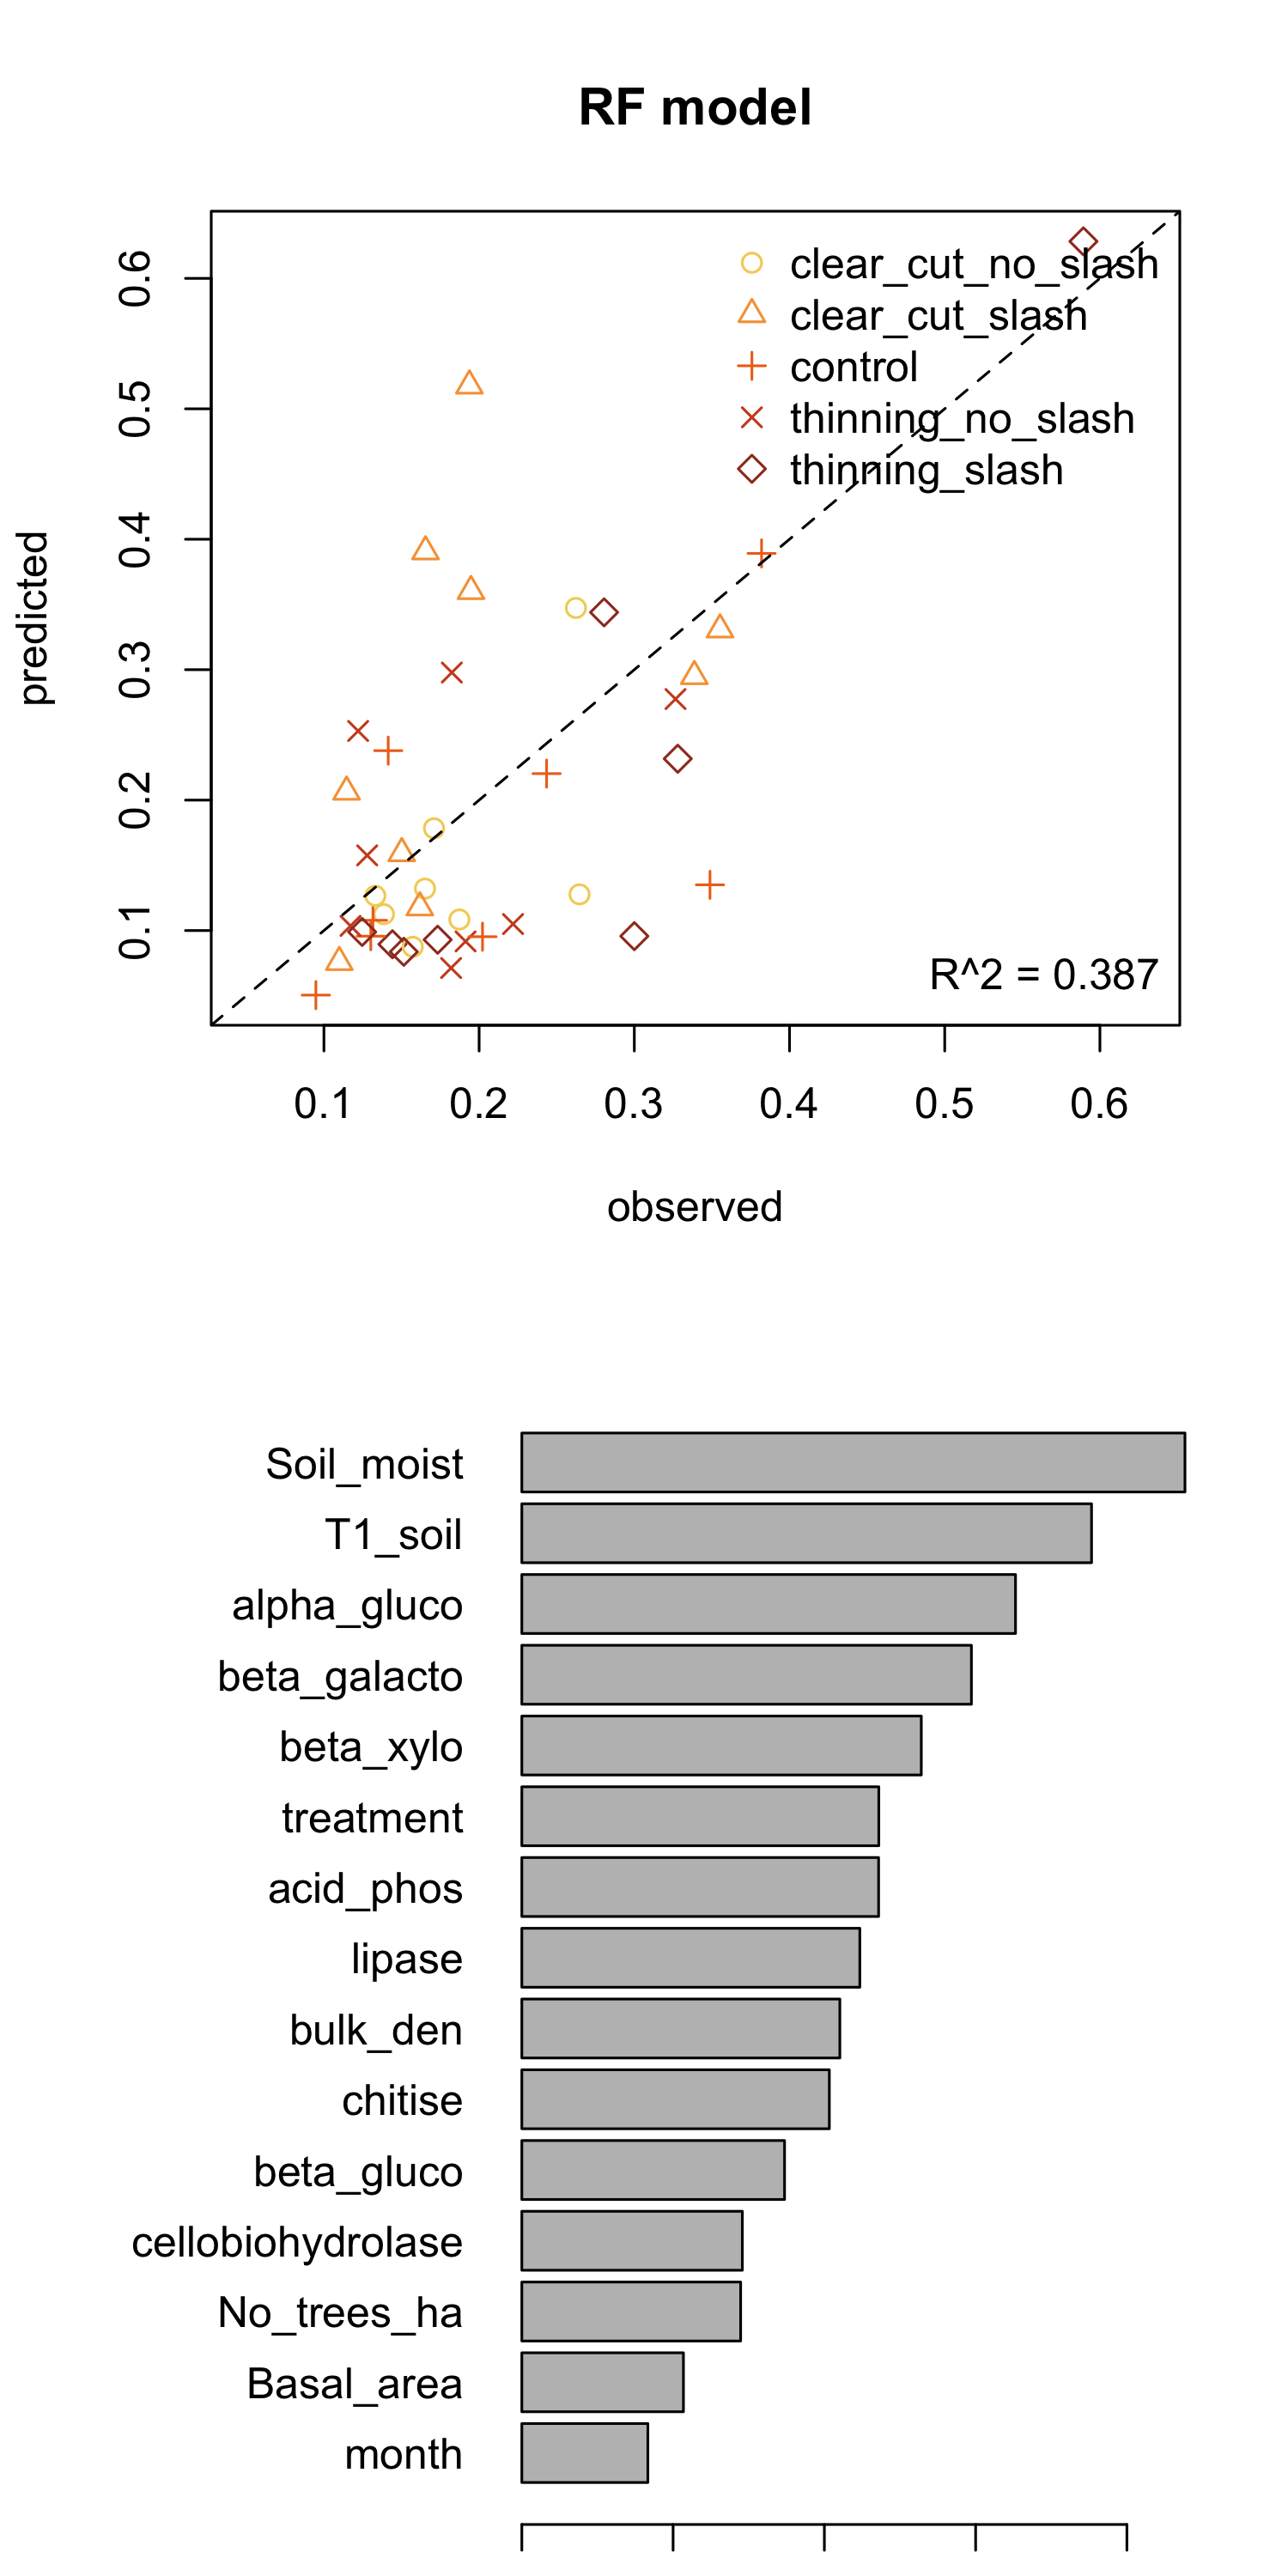 RF model
clear_cut_no_slash
clear_cut_slash
control
thinning_no_slash
thinning_slash
0.6
0.5
0.4
0.3
0.2
0.1
predicted
R^2 = 0.387
0.1 0.2 0.3 0.4 0.5 0.6
observed
Soil_moist
T1_soil
alpha_gluco
beta_galacto
beta_xylo
treatment
acid_phos
lipase
bulk_den
chitise
beta_gluco
cellobiohydrolase
No_trees_ha
Basal_area
month